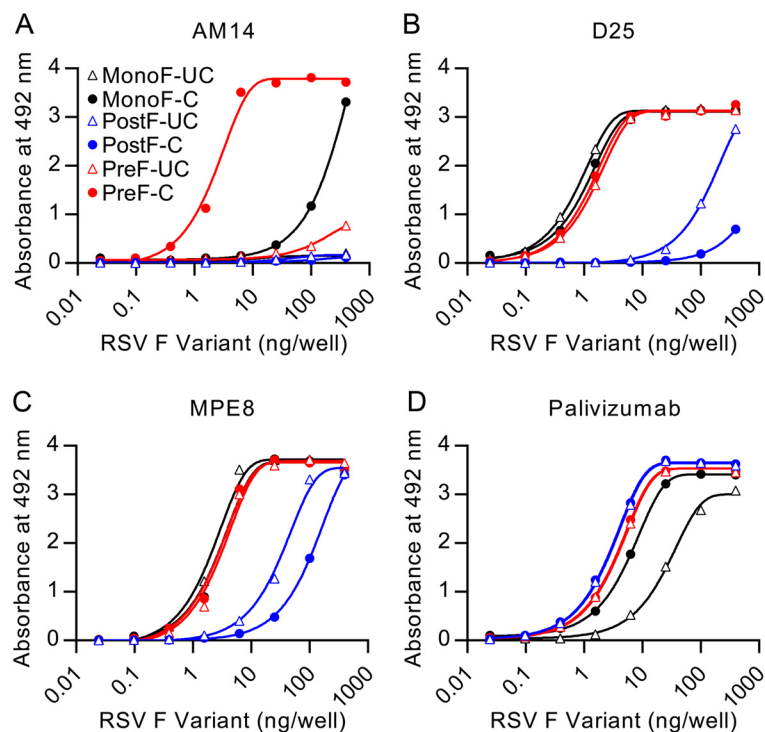 A
AM14
Absorbance at 492 nm
4
3
2
1
0
MonoF-UC
MonoF-C
PostF-UC
PostF-C
PreF-UC
PreF-C
0.01
0.1
1
10
100
1000
RSV F Variant (ng/well)
B
D25
Absorbance at 492 nm
4
3
2
1
0
0.01
0.1
1
10
100
1000
RSV F Variant (ng/well)
C
MPE8
Absorbance at 492 nm
4
3
2
1
0
0.01
0.1
1
10
100
1000
RSV F Variant (ng/well)
D
Palivizumab
Absorbance at 492 nm
4
3
2
1
0
0.01
0.1
1
10
100
1000
RSV F Variant (ng/well)